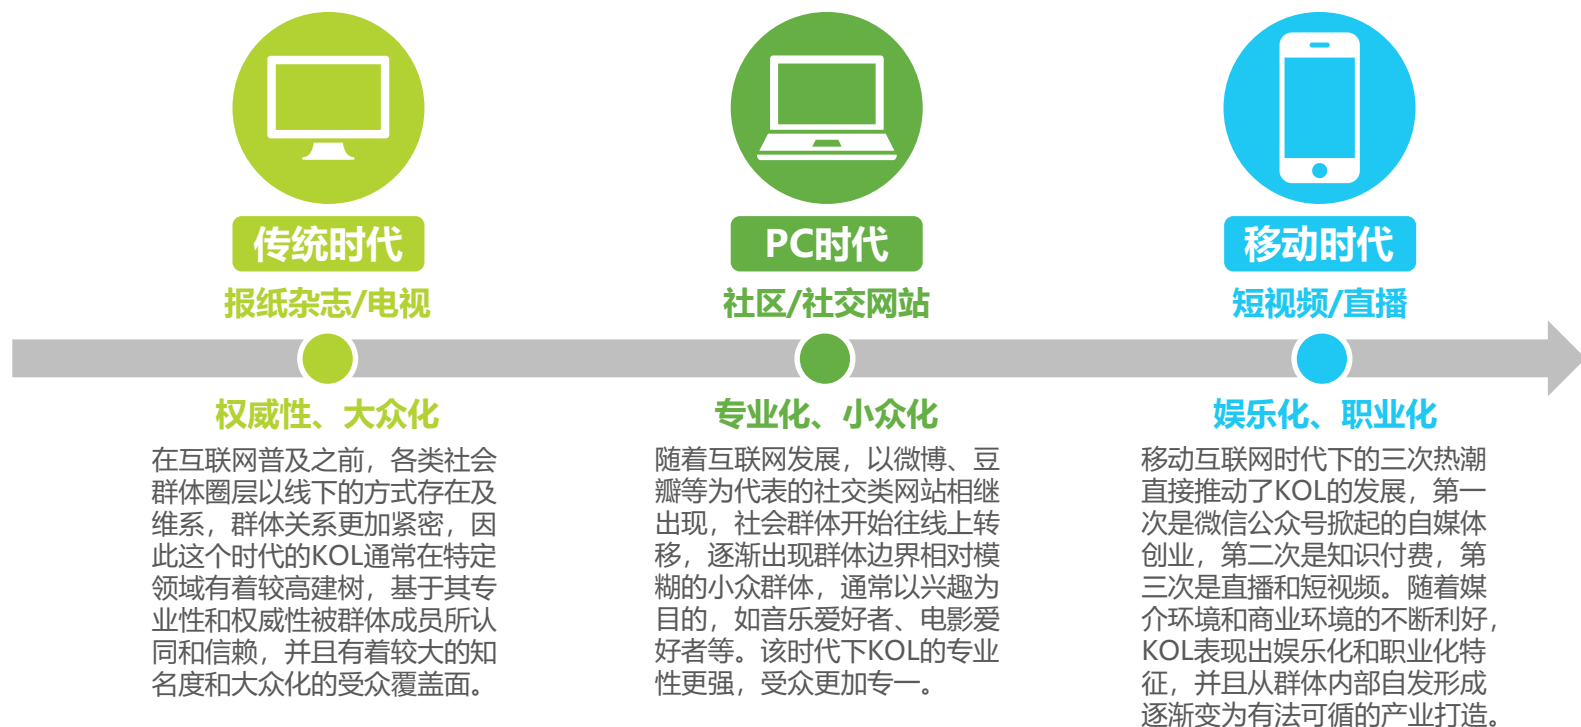 传统时代
报纸杂志/电视
权威性、大众化
在互联网普及之前，各类社会
群体圈层以线下的方式存在及
维系，群体关系更加紧密，因
此这个时代的KOL通常在特定
领域有着较高建树，基于其专
业性和权威性被群体成员所认
同和信赖，并且有着较大的知
名度和大众化的受众覆盖面。
PC时代
社区/社交网站
专业化、小众化
随着互联网发展，以微博、豆
瓣等为代表的社交类网站相继
出现，社会群体开始往线上转
移，逐渐出现群体边界相对模
糊的小众群体，通常以兴趣为
目的，如音乐爱好者、电影爱
好者等。该时代下KOL的专业
性更强，受众更加专一。
移动时代
短视频/直播
娱乐化、职业化
移动互联网时代下的三次热潮
直接推动了KOL的发展，第一
次是微信公众号掀起的自媒体
创业，第二次是知识付费，第
三次是直播和短视频。随着媒
介环境和商业环境的不断利好，
KOL表现出娱乐化和职业化特
征，并且从群体内部自发形成
逐渐变为有法可循的产业打造。